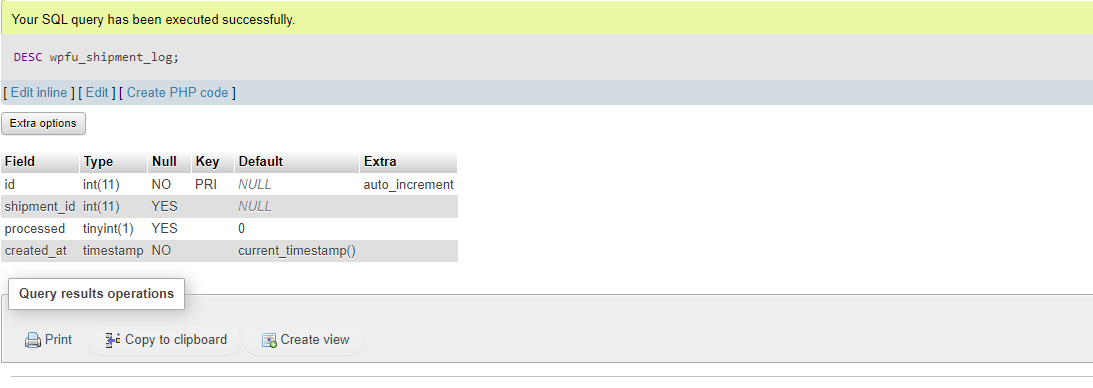 Your SQL query has been executed successfully.
DESC wpfu_shipment_log;
[ Edit inline ] [ Edit ] [ Create PHP code ]
Extra options
Field Type Null Key Default Extra
id int(11) NO PRI NULL auto_increment
shipment_id int(11) YES NULL
processed tinyint(1) YES 0
created_at timestamp NO current_timestamp()
Query results operations
Print Copy to clipboard Create view